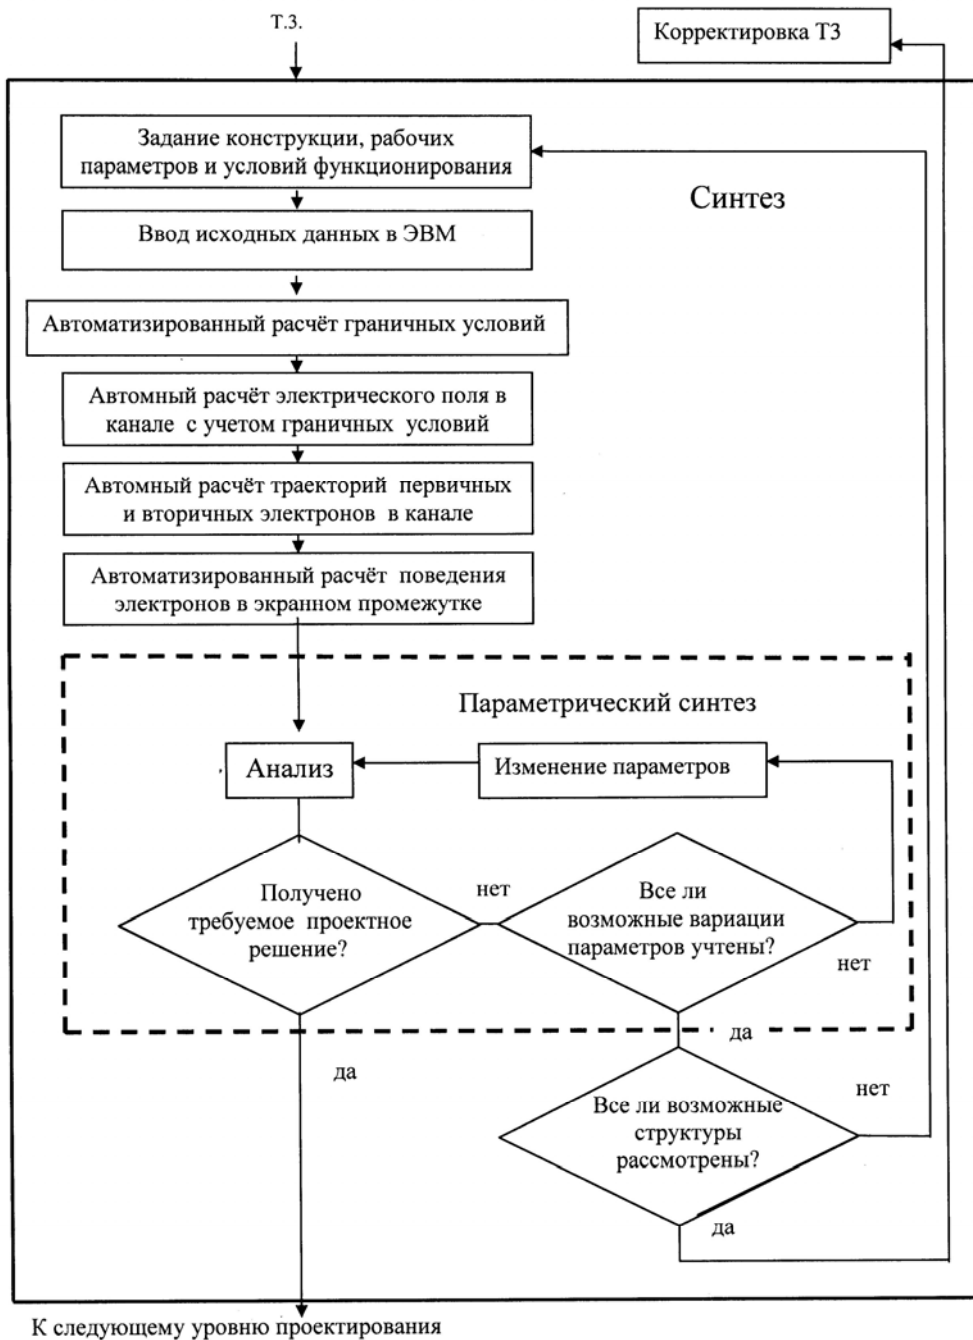 Т.З.
Корректировка ТЗ
Задание конструкции, рабочих
параметров и условий функционирования
Синтез
Ввод исходных данных в ЭВМ
Автоматизированный расчёт граничных условий
Автомный расчёт электрического поля в
канале с учетом граничных условий
Автомный расчёт траекторий первичных
и вторичных электронов в канале
Автоматизированный расчёт поведения
электронов в экранном промежутке
Параметрический синтез
Анализ
Изменение параметров
Получено
требуемое проектное
решение?
нет
Все ли
возможные вариации
параметров учтены?
нет
да
да
Все ли возможные
структуры
рассмотрены?
нет
да
К следующему уровню проектирования